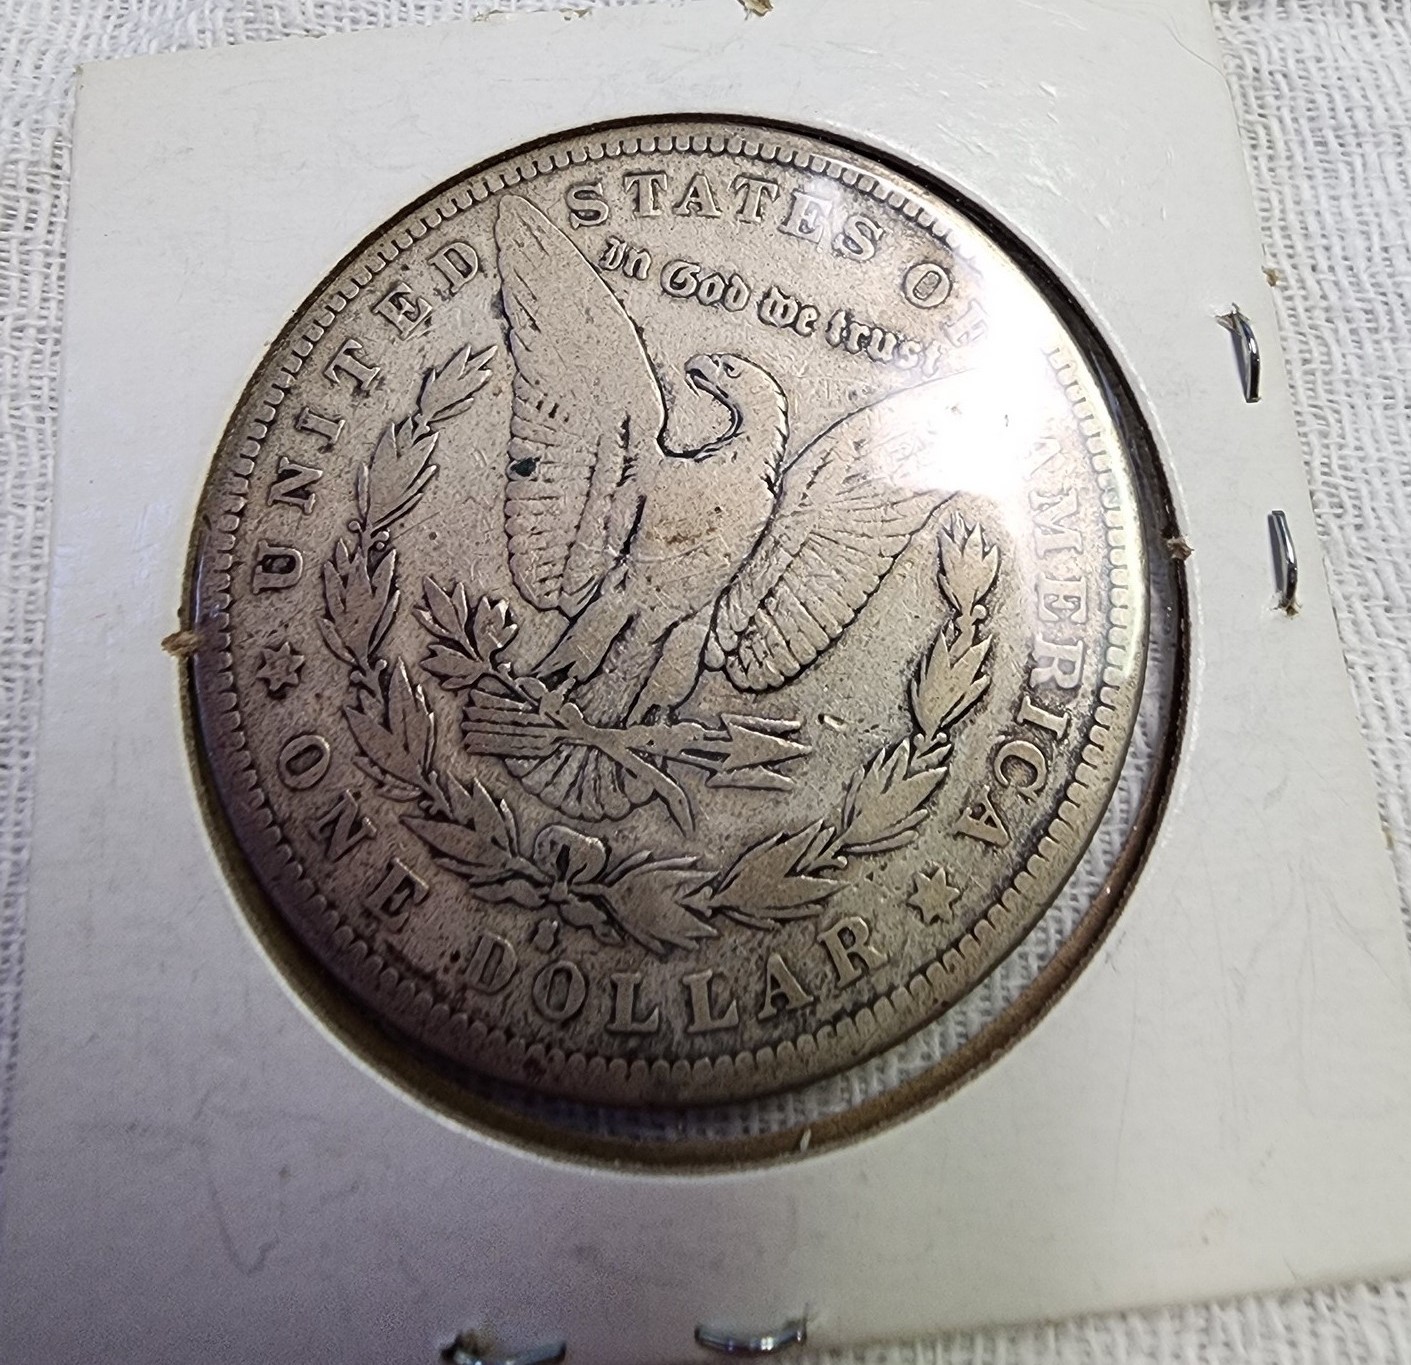 UNITED STATES OF AMERICA
In God we trust
ONE DOLLAR